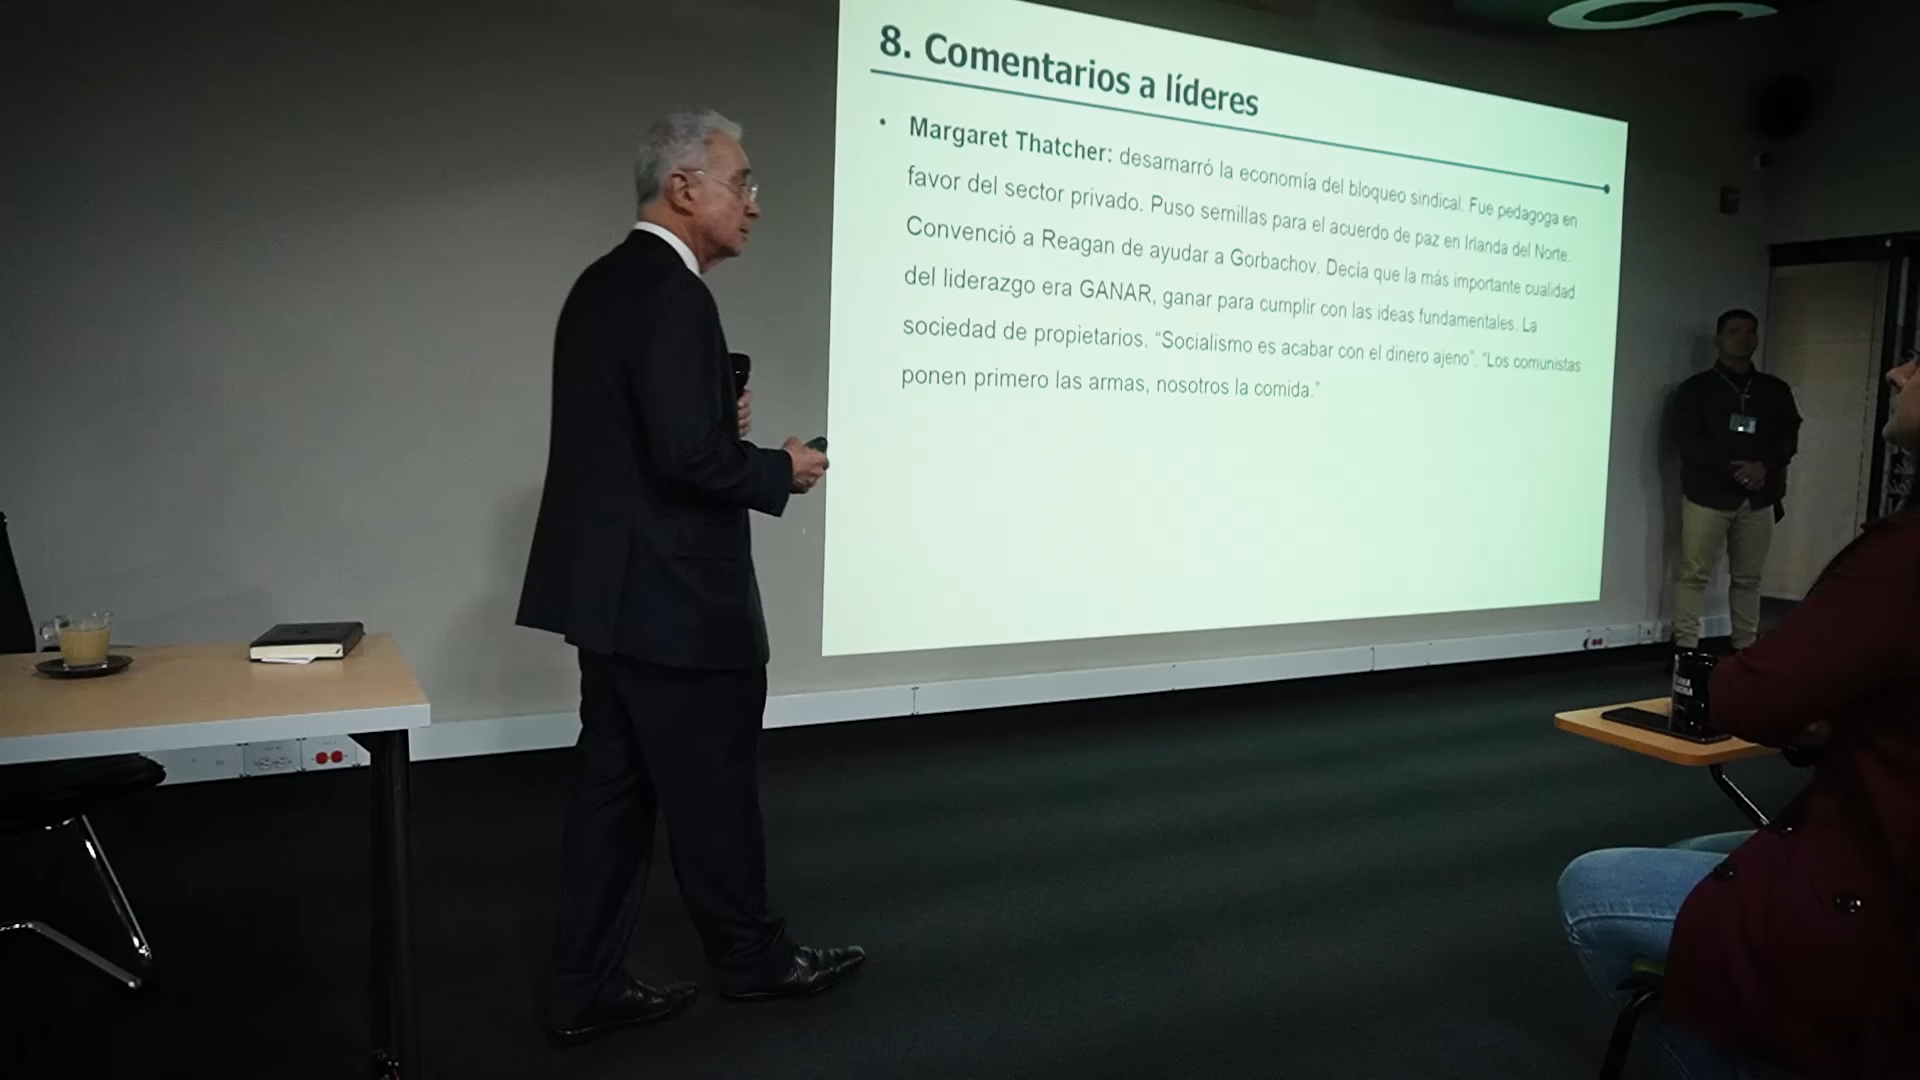 8. Comentarios a líderes
• Margaret Thatcher: desamarró la economía del bloqueo sindical. Fue pedagoga en
favor del sector privado. Puso semillas para el acuerdo de paz en Irlanda del Norte.
Convenció a Reagan de ayudar a Gorbachov. Decía que la más importante cualidad
del liderazgo era GANAR, ganar para cumplir con las ideas fundamentales. La
sociedad de propietarios. “Socialismo es acabar con el dinero ajeno”. “Los comunistas
ponen primero las armas, nosotros la comida.”